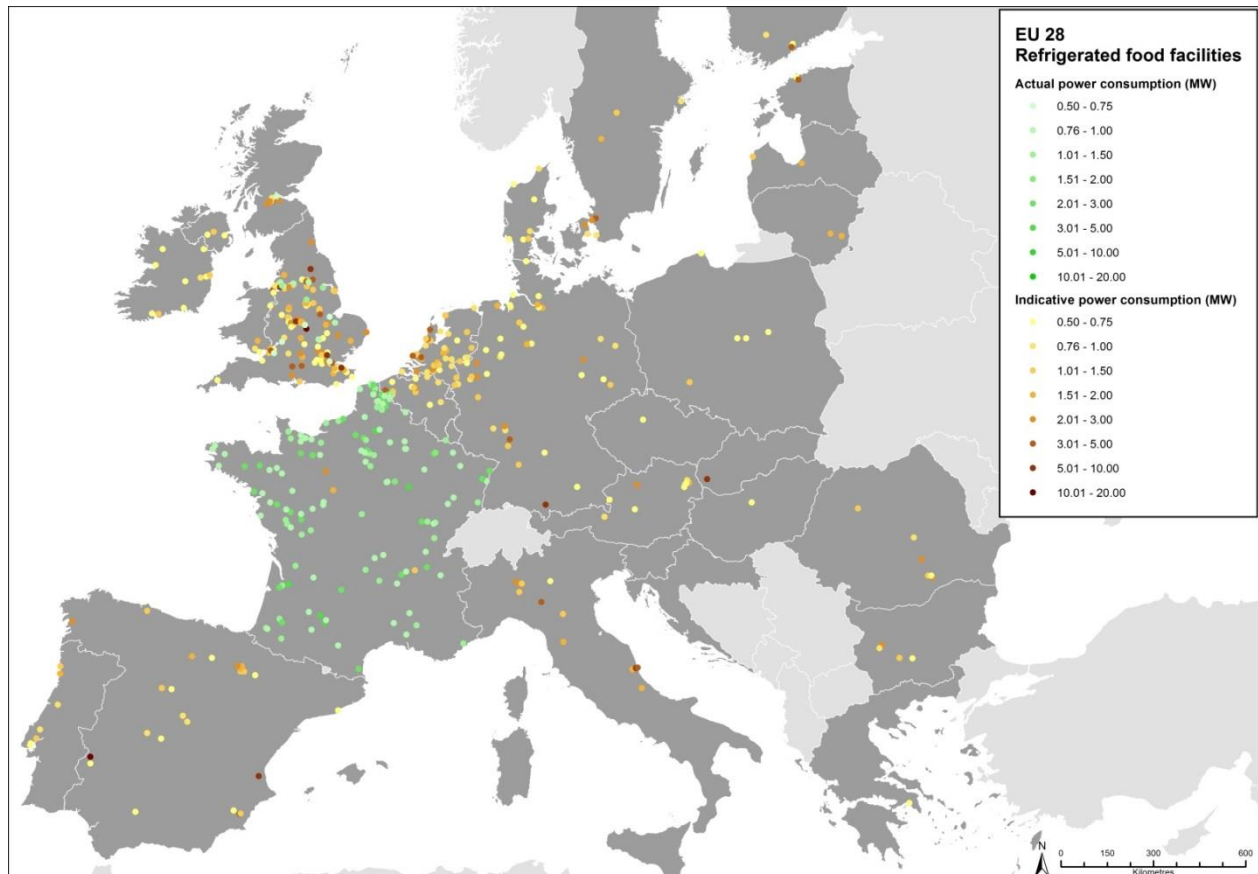 EU 28
Refrigerated food facilities
Actual power consumption (MW)
0.50 - 0.75
0.76 - 1.00
1.01 - 1.50
1.51 - 2.00
2.01 - 3.00
3.01 - 5.00
5.01 - 10.00
10.01 - 20.00
Indicative power consumption (MW)
0.50 - 0.75
0.76 - 1.00
1.01 - 1.50
1.51 - 2.00
2.01 - 3.00
3.01 - 5.00
5.01 - 10.00
10.01 - 20.00
N
0 150 300 450 600
Kilometres